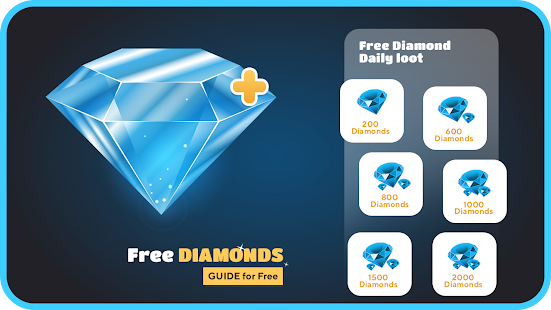 Free Diamond
Daily loot
200
Diamonds
600
Diamonds
800
Diamonds
1000
Diamonds
1500
Diamonds
2000
Diamonds
Free DIAMONDS
GUIDE for Free